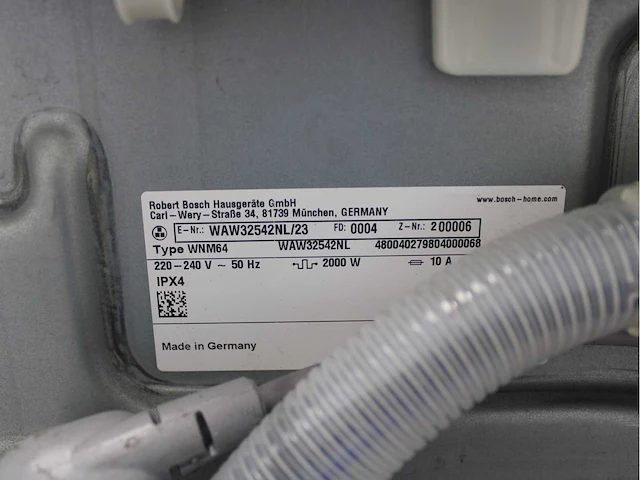 Robert Bosch Hausgeräte GmbH
Carl-Wery-Straße 34, 81739 München, GERMANY
www.bosch-home.com
E-Nr.: WAW32542NL/23 FD: 0004 Z-Nr.: 200006
Type WNM64 WAW32542NL 480040279804000068
220-240 V ~ 50 Hz 2000 W 10 A
IPX4
Made in Germany